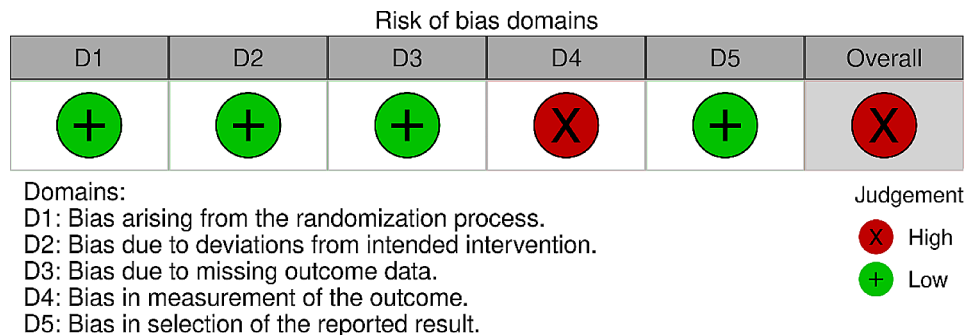 Risk of bias domains
D1 D2 D3 D4 D5 Overall
+ + + X + X
Domains:
D1: Bias arising from the randomization process.
D2: Bias due to deviations from intended intervention.
D3: Bias due to missing outcome data.
D4: Bias in measurement of the outcome.
D5: Bias in selection of the reported result.
Judgement
X High
+ Low